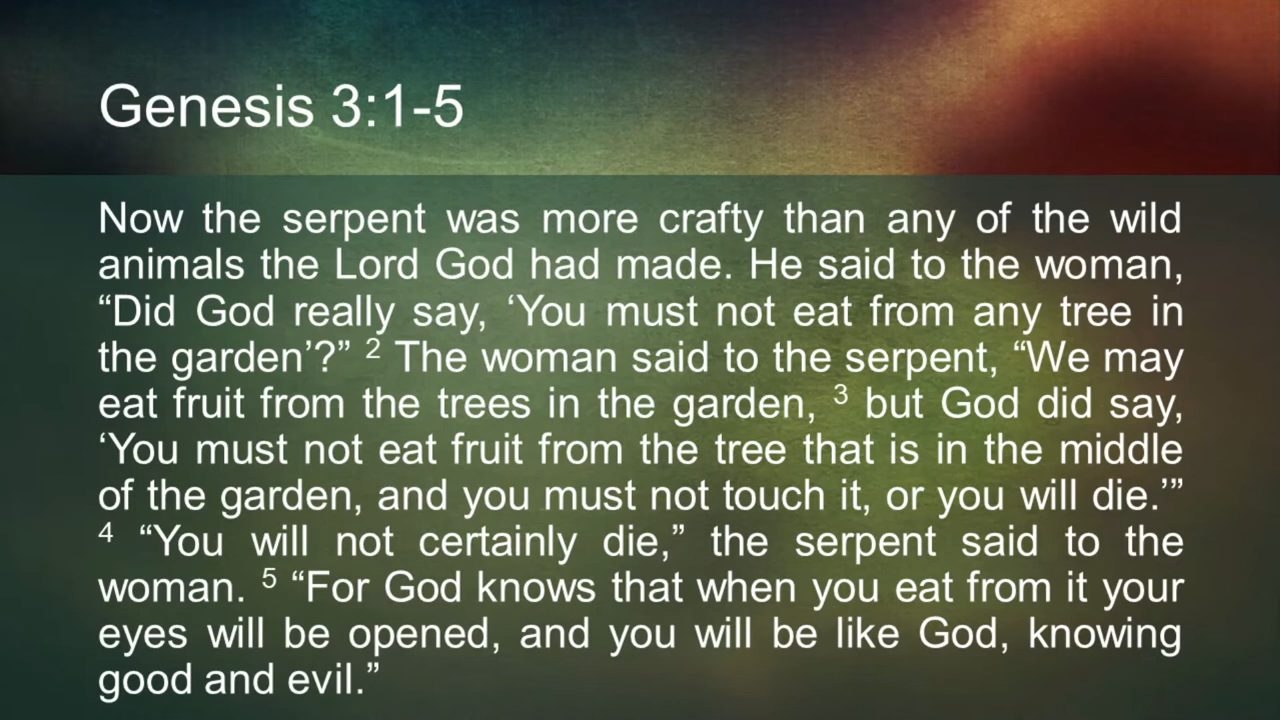 Genesis 3:1-5
Now the serpent was more crafty than any of the wild
animals the Lord God had made. He said to the woman,
“Did God really say, ‘You must not eat from any tree in
the garden’?” 2 The woman said to the serpent, “We may
eat fruit from the trees in the garden, 3 but God did say,
‘You must not eat fruit from the tree that is in the middle
of the garden, and you must not touch it, or you will die.’”
4 “You will not certainly die,” the serpent said to the
woman. 5 “For God knows that when you eat from it your
eyes will be opened, and you will be like God, knowing
good and evil.”